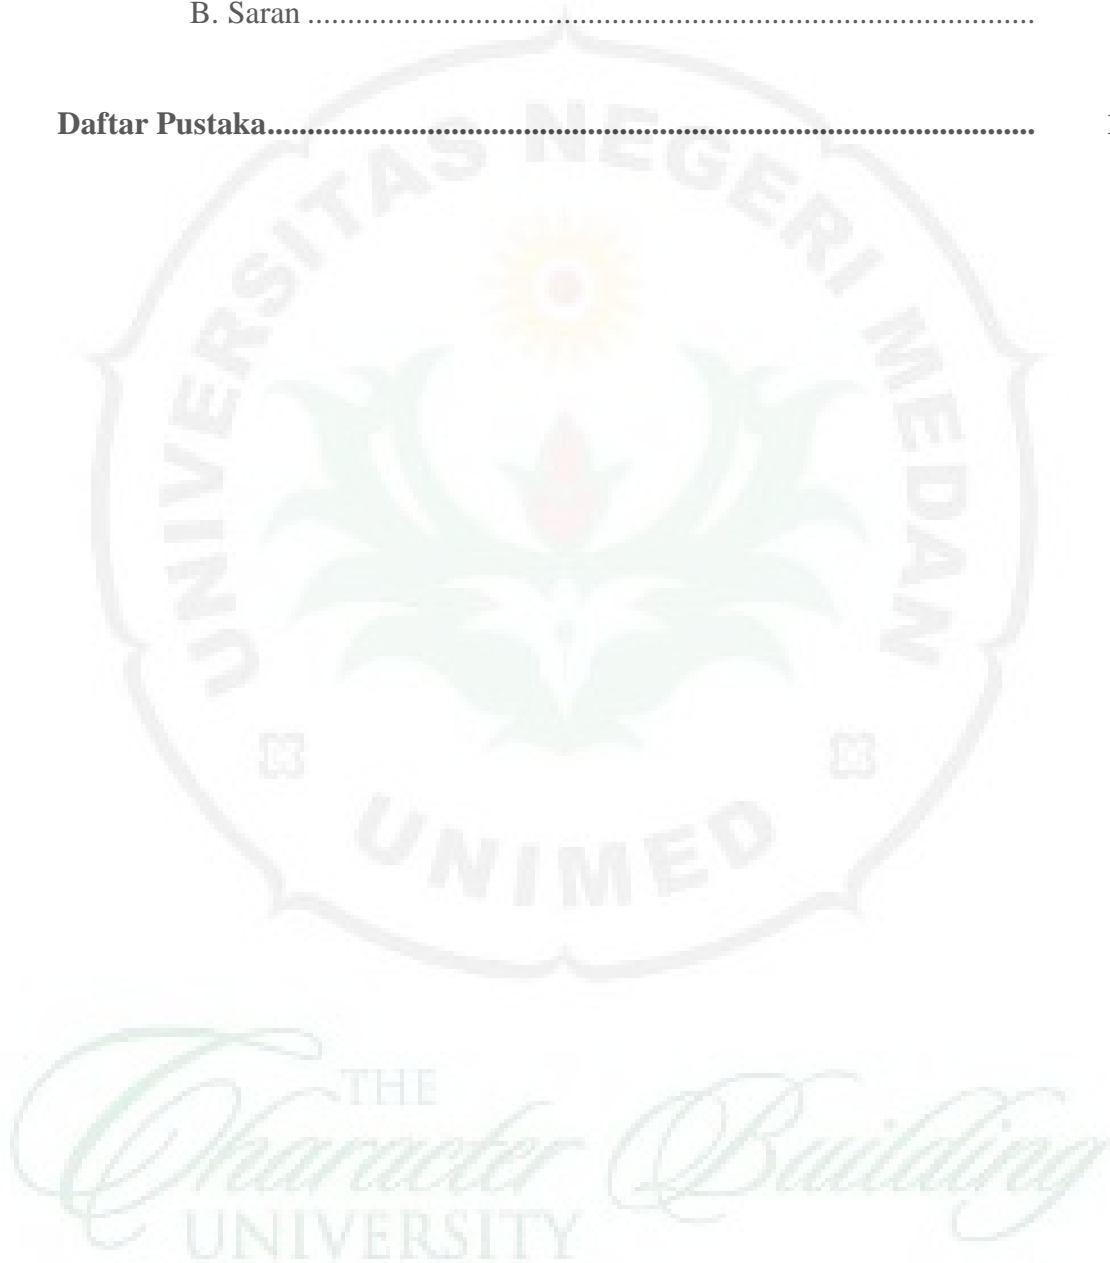 B. Saran ............................................................................................
Daftar Pustaka..................................................................................................
UNIVERSITAS NEGERI MEDAN
UNIMED
THE
Character Building
UNIVERSITY